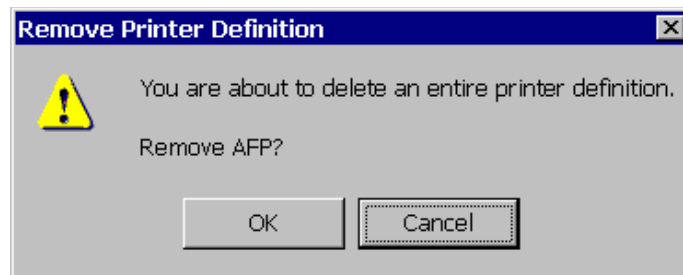 Remove Printer Definition
You are about to delete an entire printer definition.
Remove AFP?
OK
Cancel